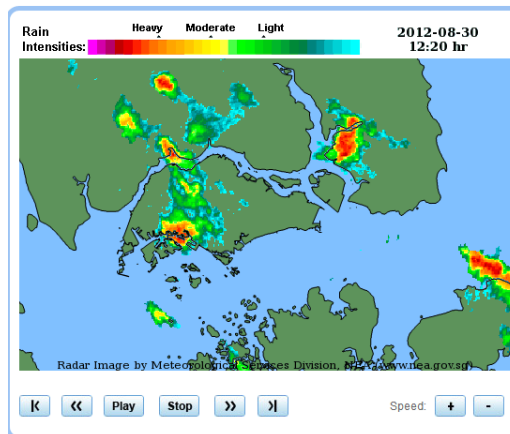 Rain
Intensities:
Heavy Moderate Light
2012-08-30
12:20 hr
Radar Image by Meteorological Services Division, NEA, www.nea.gov.sg
|< << Play Stop >> >| Speed: + -